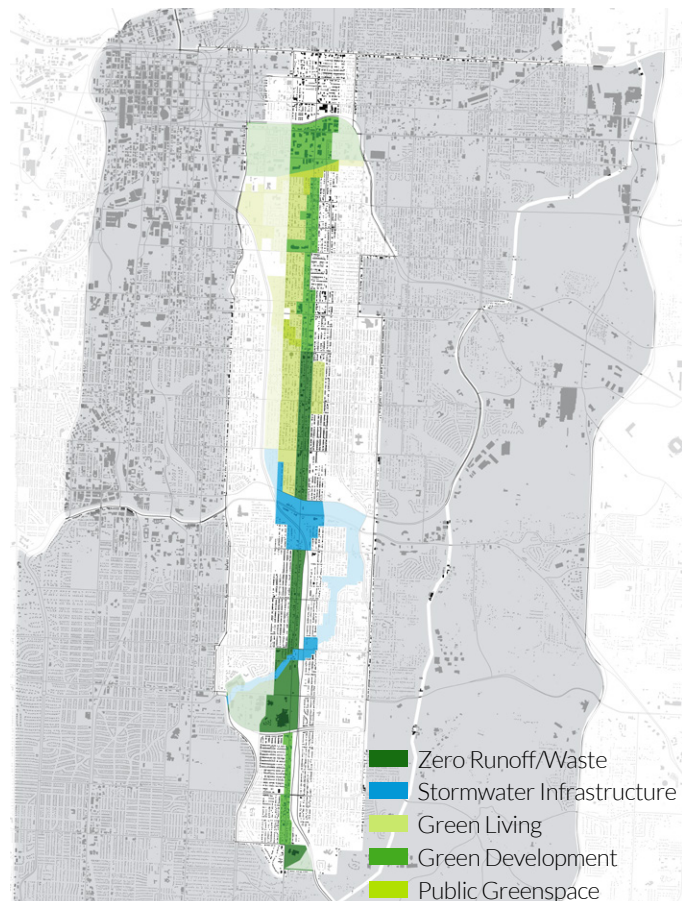 Zero Runoff/Waste
Stormwater Infrastructure
Green Living
Green Development
Public Greenspace